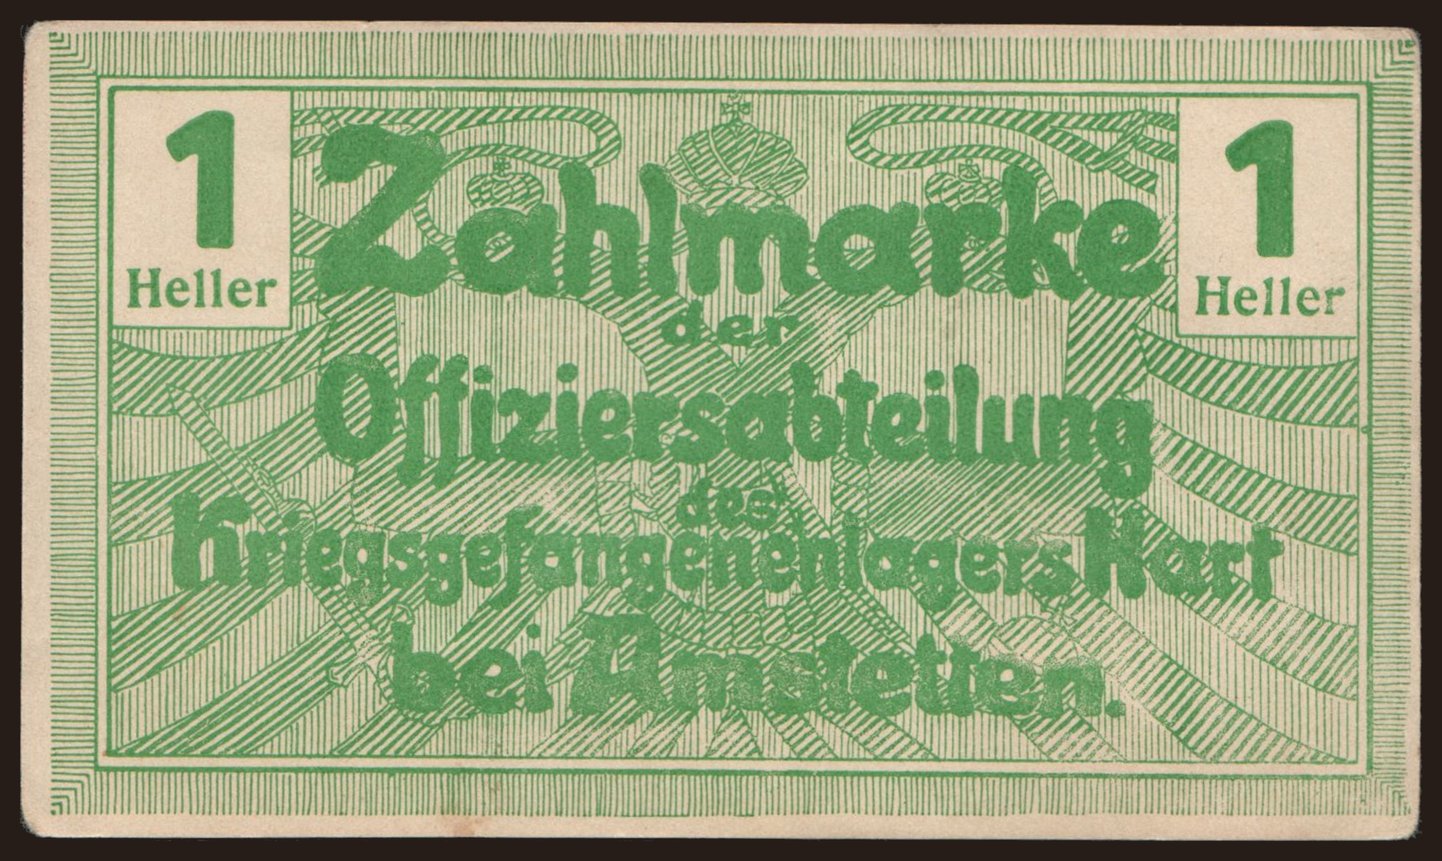 1
Heller
1
Heller
Zahlmarke
der
Offiziersabteilung
des
Kriegsgefangenenlagers Hart
bei Amstetten.